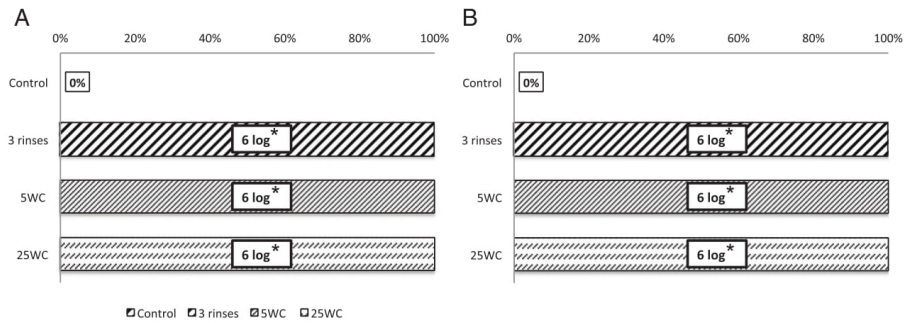 A
0% 20% 40% 60% 80% 100%
Control 0%
3 rinses 6 log*
5WC 6 log*
25WC 6 log*
Control 3 rinses 5WC 25WC
B
0% 20% 40% 60% 80% 100%
Control 0%
3 rinses 6 log*
5WC 6 log*
25WC 6 log*